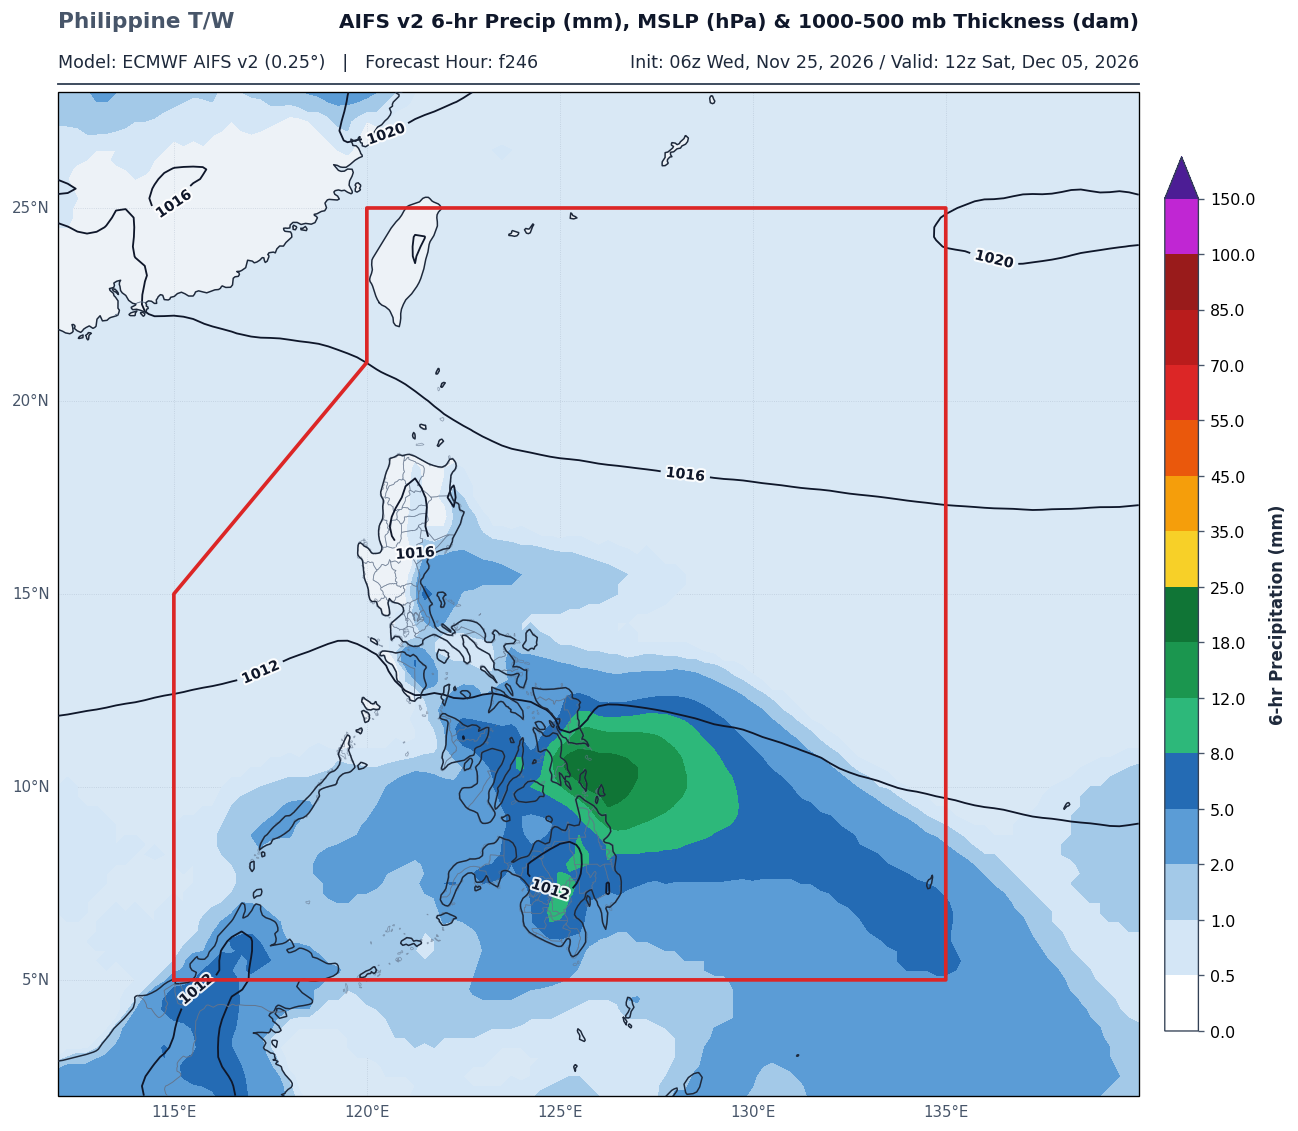 Philippine T/W
AIFS v2 6-hr Precip (mm), MSLP (hPa) & 1000-500 mb Thickness (dam)
Model: ECMWF AIFS v2 (0.25°) | Forecast Hour: f246
Init: 06z Wed, Nov 25, 2026 / Valid: 12z Sat, Dec 05, 2026
1020
1016
1020
1016
1016
1012
1012
1012
25°N
20°N
15°N
10°N
5°N
115°E
120°E
125°E
130°E
135°E
150.0
100.0
85.0
70.0
55.0
45.0
35.0
25.0
18.0
12.0
8.0
5.0
2.0
1.0
0.5
0.0
6-hr Precipitation (mm)